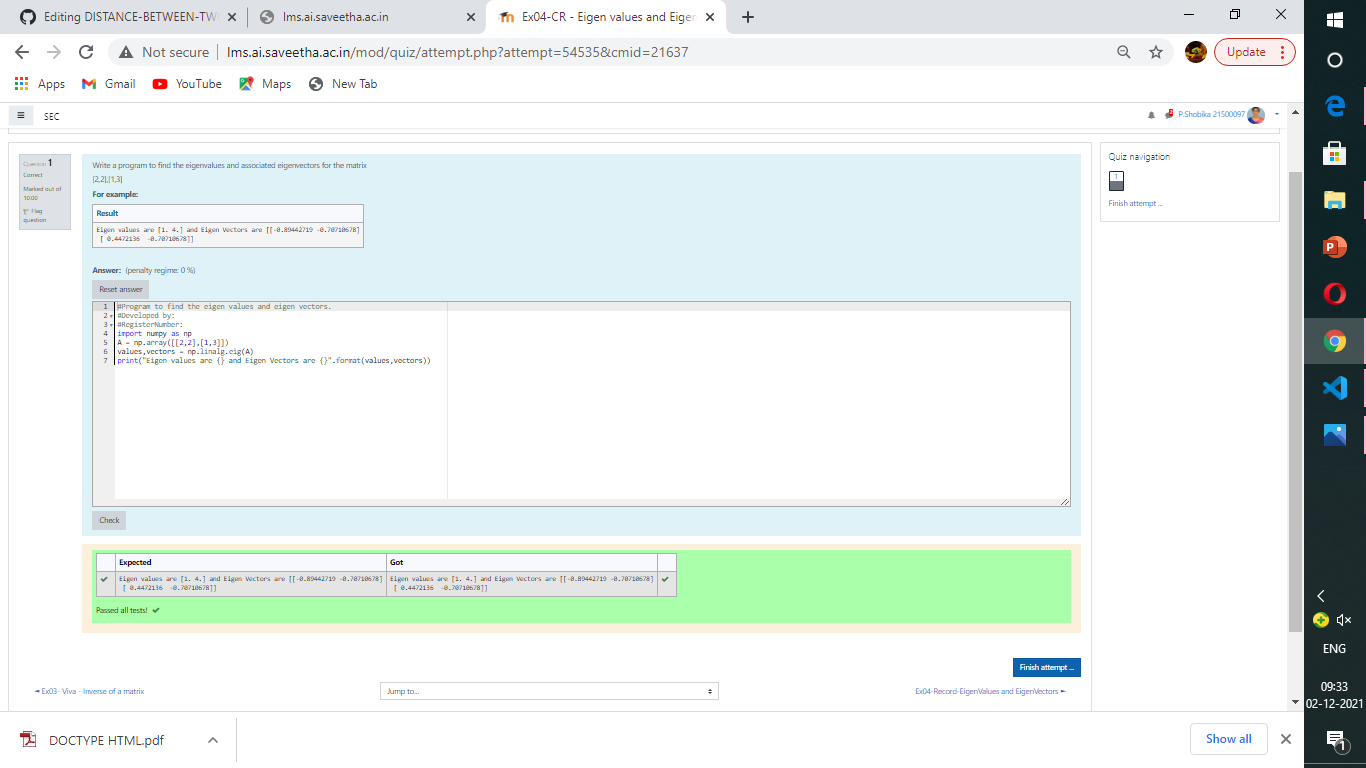 Editing DISTANCE-BETWEEN-TW
lms.ai.saveetha.ac.in
Ex04-CR - Eigen values and Eigen
Not secure | lms.ai.saveetha.ac.in/mod/quiz/attempt.php?attempt=54535&cmid=21637
Update
Apps
Gmail
YouTube
Maps
New Tab
SEC
P.Shobika 21500097
Question 1
Correct
Marked out of
10.00
Flag
question
Write a program to find the eigenvalues and associated eigenvectors for the matrix
[2,2],[1,3]
For example:
Result
Eigen values are [1. 4.] and Eigen Vectors are [[-0.89442719 -0.70710678]
[ 0.4472136 -0.70710678]]
Answer: (penalty regime: 0 %)
Reset answer
1 #Program to find the eigen values and eigen vectors.
2 #Developed by:
3 #RegisterNumber:
4 import numpy as np
5 A = np.array([[2,2],[1,3]])
6 values,vectors = np.linalg.eig(A)
7 print("Eigen values are {} and Eigen Vectors are {}".format(values,vectors))
Check
Expected Got
Eigen values are [1. 4.] and Eigen Vectors are [[-0.89442719 -0.70710678] Eigen values are [1. 4.] and Eigen Vectors are [[-0.89442719 -0.70710678]
[ 0.4472136 -0.70710678]] [ 0.4472136 -0.70710678]]
Passed all tests!
Finish attempt ...
◄ Ex03- Viva - Inverse of a matrix
Jump to...
Ex04-Record-EigenValues and EigenVectors ►
Quiz navigation
1
Finish attempt ...
DOCTYPE HTML.pdf
Show all
ENG
09:33
02-12-2021
1